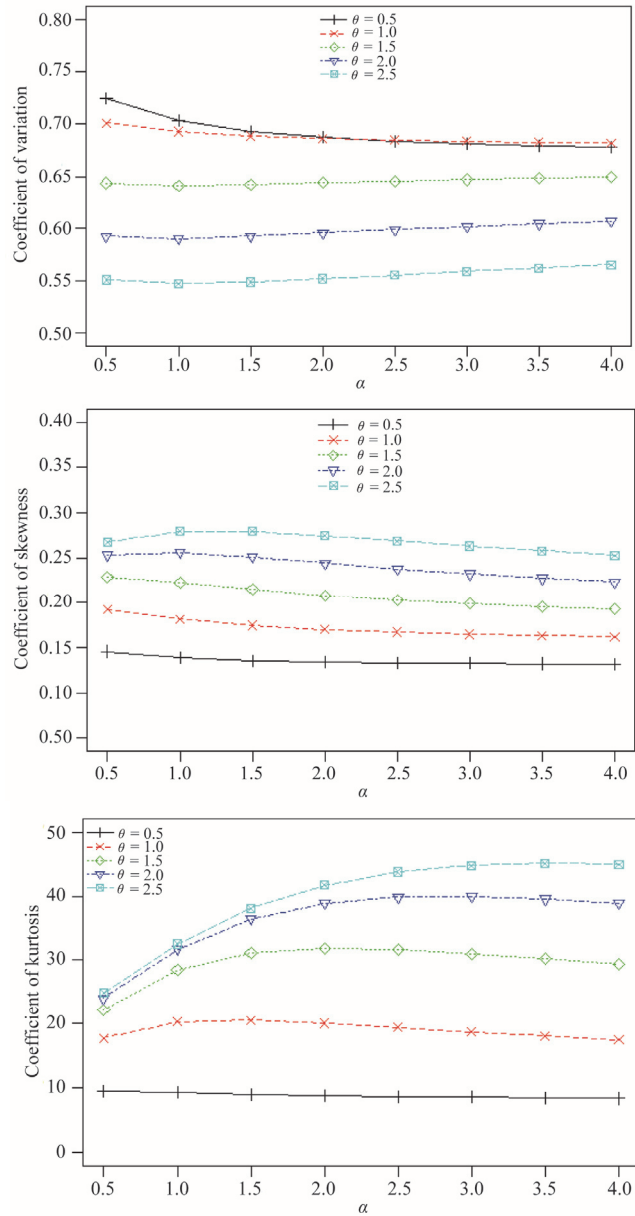 0.80
0.75
0.70
0.65
0.60
0.55
0.50
Coefficient of variation
θ = 0.5
θ = 1.0
θ = 1.5
θ = 2.0
θ = 2.5
0.5 1.0 1.5 2.0 2.5 3.0 3.5 4.0
α
0.40
0.35
0.30
0.25
0.20
0.15
0.10
0.50
Coefficient of skewness
θ = 0.5
θ = 1.0
θ = 1.5
θ = 2.0
θ = 2.5
0.5 1.0 1.5 2.0 2.5 3.0 3.5 4.0
α
50
40
30
20
10
0
Coefficient of kurtosis
θ = 0.5
θ = 1.0
θ = 1.5
θ = 2.0
θ = 2.5
0.5 1.0 1.5 2.0 2.5 3.0 3.5 4.0
α